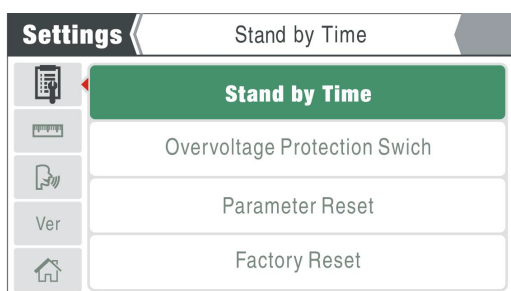 Settings Stand by Time
Stand by Time
Overvoltage Protection Swich
Parameter Reset
Ver
Factory Reset